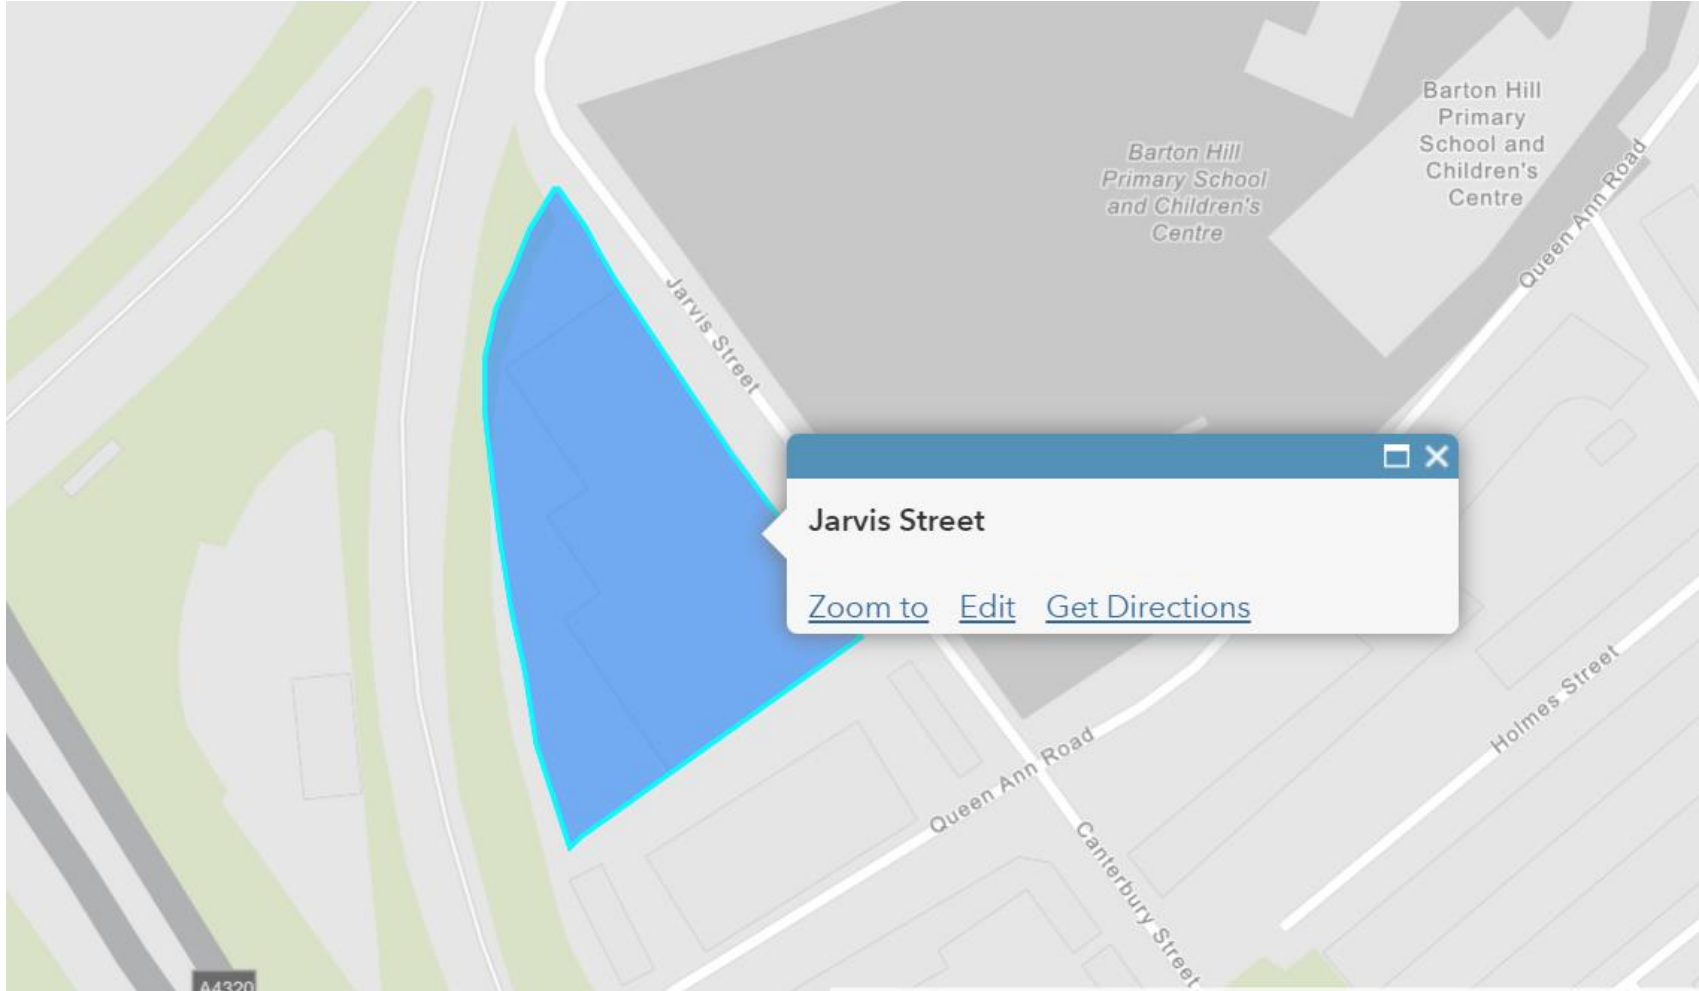 Barton Hill
Primary
School and
Children's
Centre
Barton Hill
Primary School
and Children's
Centre
Queen Ann Road
Jarvis Street
Jarvis Street
Zoom to Edit Get Directions
Holmes Street
Queen Ann Road
Canterbury Street
A4320